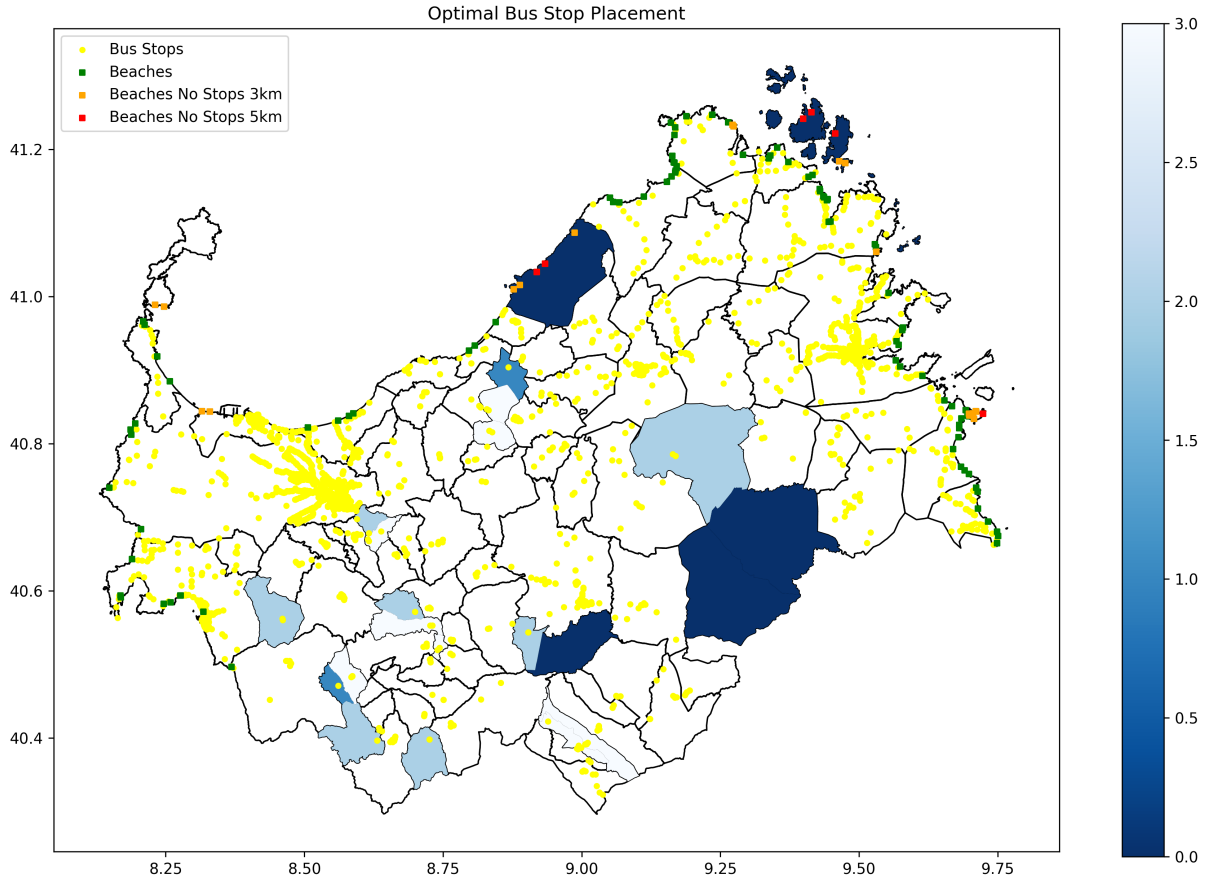 Optimal Bus Stop Placement
Bus Stops
Beaches
Beaches No Stops 3km
Beaches No Stops 5km
41.2
41.0
40.8
40.6
40.4
8.25 8.50 8.75 9.00 9.25 9.50 9.75
3.0
2.5
2.0
1.5
1.0
0.5
0.0